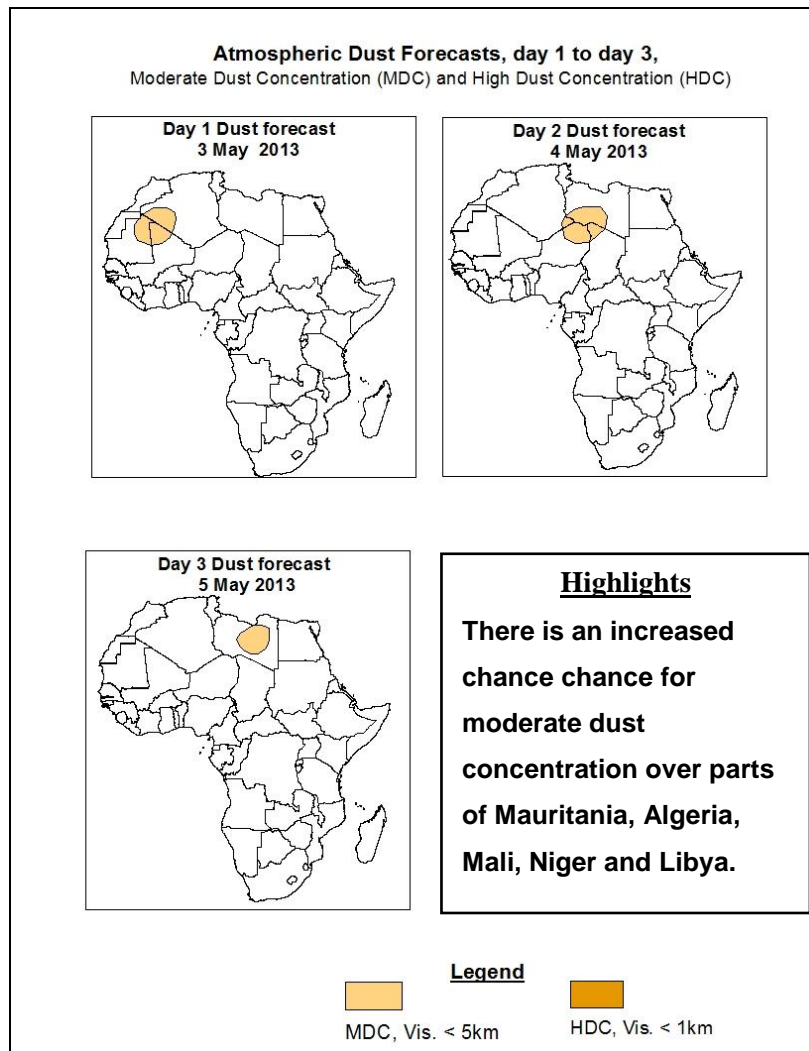 Atmospheric Dust Forecasts, day 1 to day 3,
Moderate Dust Concentration (MDC) and High Dust Concentration (HDC)
Day 1 Dust forecast
3 May 2013
Day 2 Dust forecast
4 May 2013
Day 3 Dust forecast
5 May 2013
Highlights
There is an increased
chance chance for
moderate dust
concentration over parts
of Mauritania, Algeria,
Mali, Niger and Libya.
Legend
MDC, Vis. < 5km
HDC, Vis. < 1km